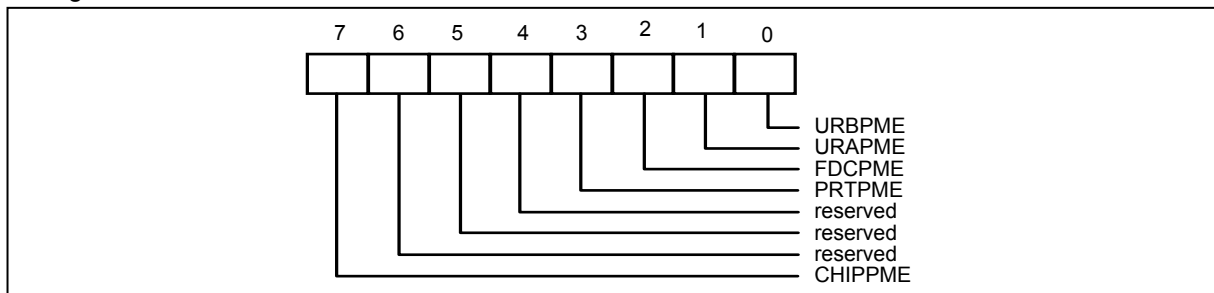 7 6 5 4 3 2 1 0
URBPME
URAPME
FDCPME
PRTPME
reserved
reserved
reserved
CHIPPME